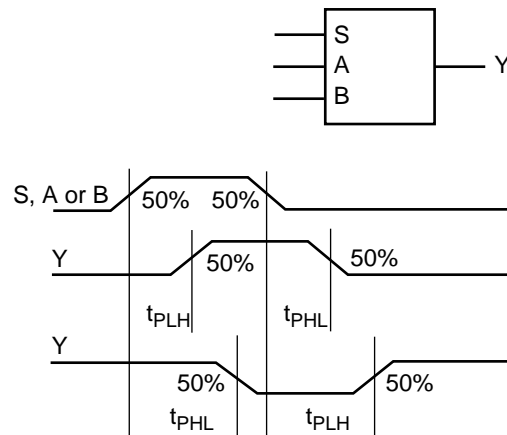 S
A
Y
B
S, A or B
50% 50%
Y
50% 50%
tPLH tPHL
Y
50% 50%
tPHL tPLH